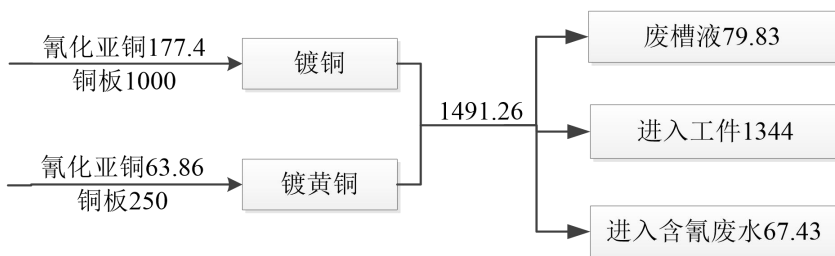 氰化亚铜177.4
铜板1000
镀铜
氰化亚铜63.86
铜板250
镀黄铜
1491.26
废槽液79.83
进入工件1344
进入含氰废水67.43